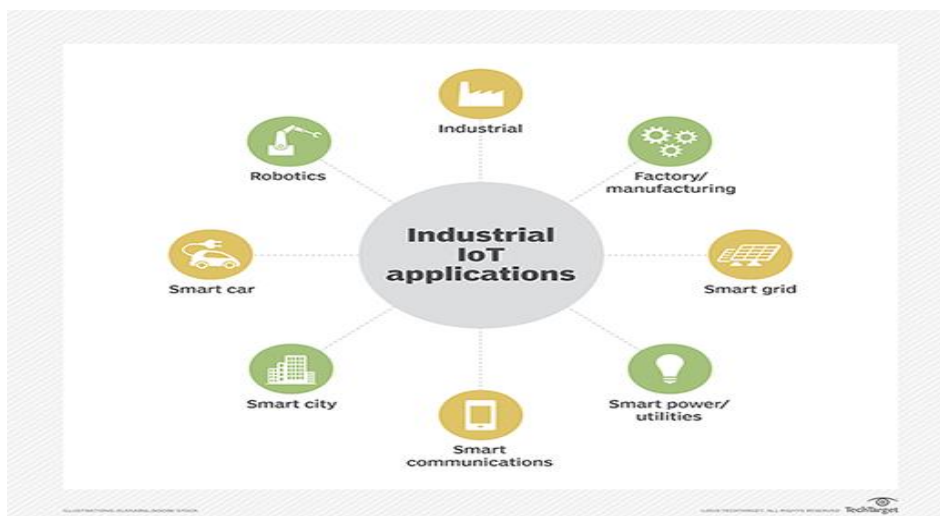 Industrial
Robotics
Factory/
manufacturing
Industrial
IoT
applications
Smart car
Smart grid
Smart city
Smart power/
utilities
Smart
communications
TechTarget